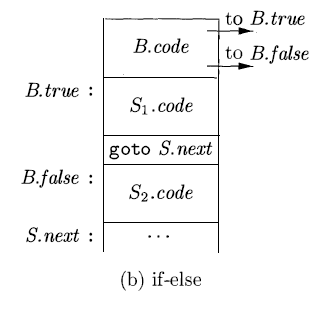 to B.true
B.code
to B.false
B.true :
S₁.code
goto S.next
B.false :
S₂.code
S.next :
...
(b) if-else